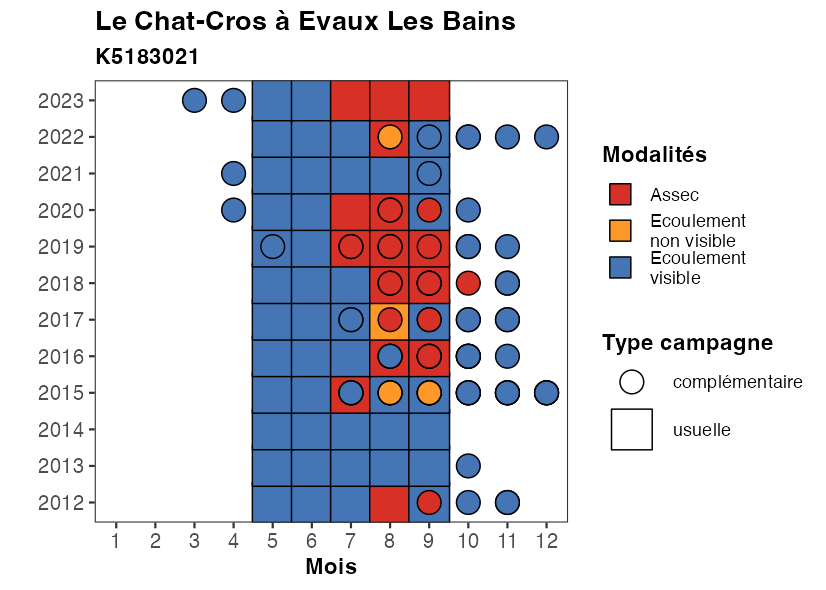 Le Chat-Cros à Evaux Les Bains
K5183021
2023
2022
2021
2020
2019
2018
2017
2016
2015
2014
2013
2012
1 2 3 4 5 6 7 8 9 10 11 12
Mois
Modalités
Assec
Ecoulement
non visible
Ecoulement
visible
Type campagne
complémentaire
usuelle